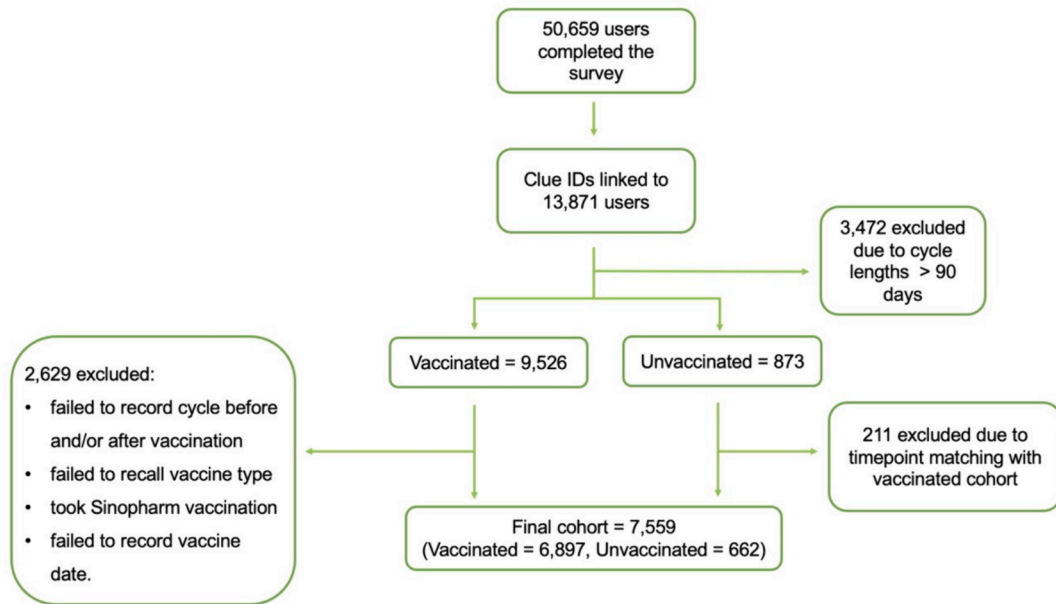 50,659 users
completed the
survey
Clue IDs linked to
13,871 users
3,472 excluded
due to cycle
lengths > 90
days
Vaccinated = 9,526
Unvaccinated = 873
2,629 excluded:
• failed to record cycle before
and/or after vaccination
• failed to recall vaccine type
• took Sinopharm vaccination
• failed to record vaccine
date.
211 excluded due to
timepoint matching with
vaccinated cohort
Final cohort = 7,559
(Vaccinated = 6,897, Unvaccinated = 662)